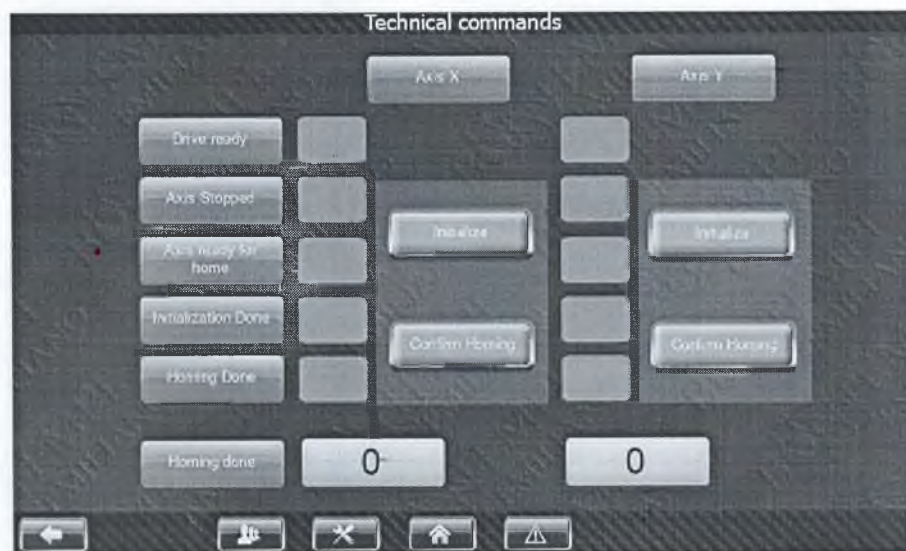 Technical commands
Axis X
Axis Y
Drive ready
Axis Stopped
Initialize
Initialize
Axis ready for
home
Initialization Done
Confirm Homing
Confirm Homing
Homing Done
Homing done
0
0